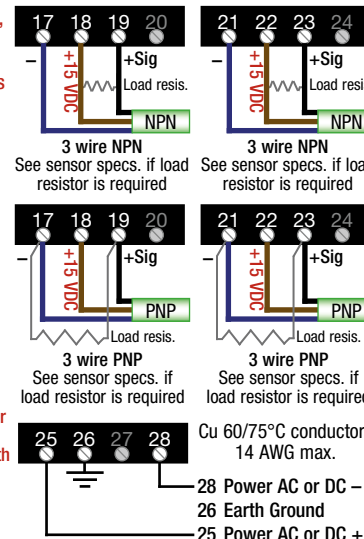 17 18 19 20
– +15 VDC +Sig
Load resis.
NPN
3 wire NPN
See sensor specs. if load
resistor is required
21 22 23 24
– +15 VDC +Sig
Load resi
NPN
3 wire NPN
See sensor specs. if loa
resistor is required
17 18 19 20
– +15 VDC +Sig
PNP
Load resis.
3 wire PNP
See sensor specs. if
load resistor is required
21 22 23 24
– +15 VDC +Sig
PNP
Load resis.
3 wire PNP
See sensor specs. if
load resistor is required
25 26 27 28
Cu 60/75°C conductor
14 AWG max.
28 Power AC or DC –
26 Earth Ground
25 Power AC or DC +